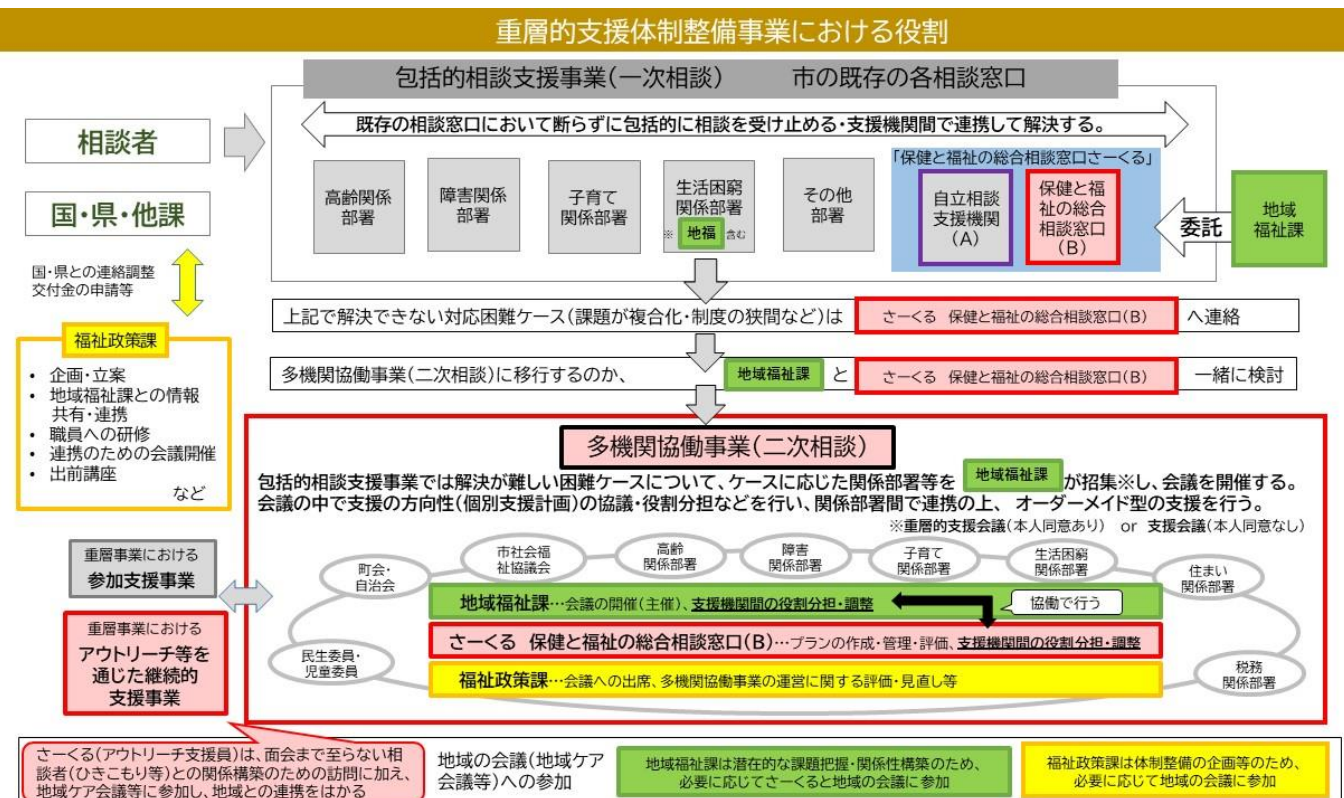 重層的支援体制整備事業における役割
包括的相談支援事業(一次相談)　　市の既存の各相談窓口
既存の相談窓口において断らずに包括的に相談を受け止める・支援機関間で連携して解決する。
相談者
国・県・他課
高齢関係
部署
障害関係
部署
子育て
関係部署
生活困窮
関係部署
※ 地福 含む
その他
部署
「保健と福祉の総合相談窓口さーくる」
自立相談
支援機関
(A)
保健と福
祉の総合
相談窓口
(B)
委託
地域
福祉課
国・県との連絡調整
交付金の申請等
福祉政策課
• 企画・立案
• 地域福祉課との情報
共有・連携
• 職員への研修
• 連携のための会議開催
• 出前講座
など
上記で解決できない対応困難ケース(課題が複合化・制度の狭間など)は さーくる 保健と福祉の総合相談窓口(B) へ連絡
多機関協働事業(二次相談)に移行するのか、 地域福祉課 と さーくる 保健と福祉の総合相談窓口(B) 一緒に検討
多機関協働事業(二次相談)
包括的相談支援事業では解決が難しい困難ケースについて、ケースに応じた関係部署等を 地域福祉課 が招集※し、会議を開催する。
会議の中で支援の方向性(個別支援計画)の協議・役割分担などを行い、関係部署間で連携の上、オーダーメイド型の支援を行う。
※重層的支援会議(本人同意あり) or 支援会議(本人同意なし)
町会・
自治会
市社会福
祉協議会
高齢
関係部署
障害
関係部署
子育て
関係部署
生活困窮
関係部署
住まい
関係部署
民生委員・
児童委員
税務
関係部署
地域福祉課…会議の開催(主催)、支援機関間の役割分担・調整
協働で行う
さーくる 保健と福祉の総合相談窓口(B)…プランの作成・管理・評価、支援機関間の役割分担・調整
福祉政策課…会議への出席、多機関協働事業の運営に関する評価・見直し等
重層事業における
参加支援事業
重層事業における
アウトリーチ等を
通じた継続的
支援事業
さーくる(アウトリーチ支援員)は、面会まで至らない相
談者(ひきこもり等)との関係構築のための訪問に加え、
地域ケア会議等に参加し、地域との連携をはかる
地域の会議(地域ケア
会議等)への参加
地域福祉課は潜在的な課題把握・関係性構築のため、
必要に応じてさーくると地域の会議に参加
福祉政策課は体制整備の企画等のため、
必要に応じて地域の会議に参加